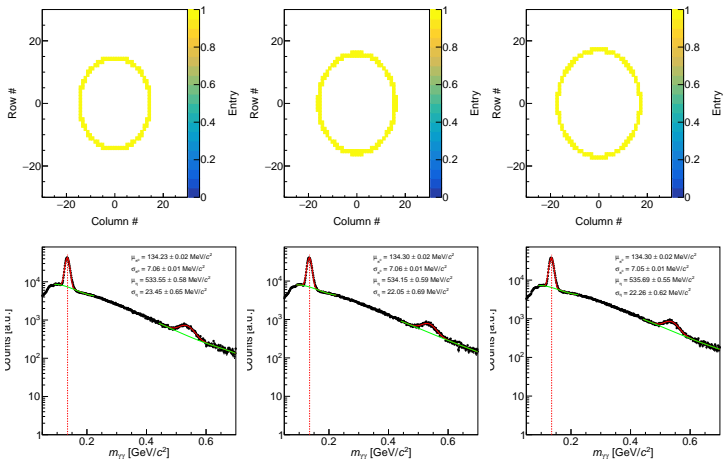 30
20
0
−20
−20
0
20
Row #
Column #
1
0.8
0.6
0.4
0.2
0
Entry
20
0
−20
−20
0
20
Row #
Column #
1
0.8
0.6
0.4
0.2
0
Entry
20
0
−20
−20
0
20
Row #
Column #
1
0.8
0.6
0.4
0.2
0
Entry
μπ⁰ = 134.23 ± 0.02 MeV/c²
σπ⁰ = 7.06 ± 0.01 MeV/c²
μη = 533.55 ± 0.58 MeV/c²
ση = 23.45 ± 0.65 MeV/c²
10⁴
10³
10²
10
1
Counts [a.u.]
0.2
0.4
0.6
mγγ [GeV/c²]
μπ⁰ = 134.30 ± 0.02 MeV/c²
σπ⁰ = 7.06 ± 0.01 MeV/c²
μη = 534.15 ± 0.59 MeV/c²
ση = 22.05 ± 0.69 MeV/c²
10⁴
10³
10²
10
1
Counts [a.u.]
0.2
0.4
0.6
mγγ [GeV/c²]
μπ⁰ = 134.30 ± 0.02 MeV/c²
σπ⁰ = 7.05 ± 0.01 MeV/c²
μη = 535.69 ± 0.55 MeV/c²
ση = 22.26 ± 0.62 MeV/c²
10⁴
10³
10²
10
1
Counts [a.u.]
0.2
0.4
0.6
mγγ [GeV/c²]